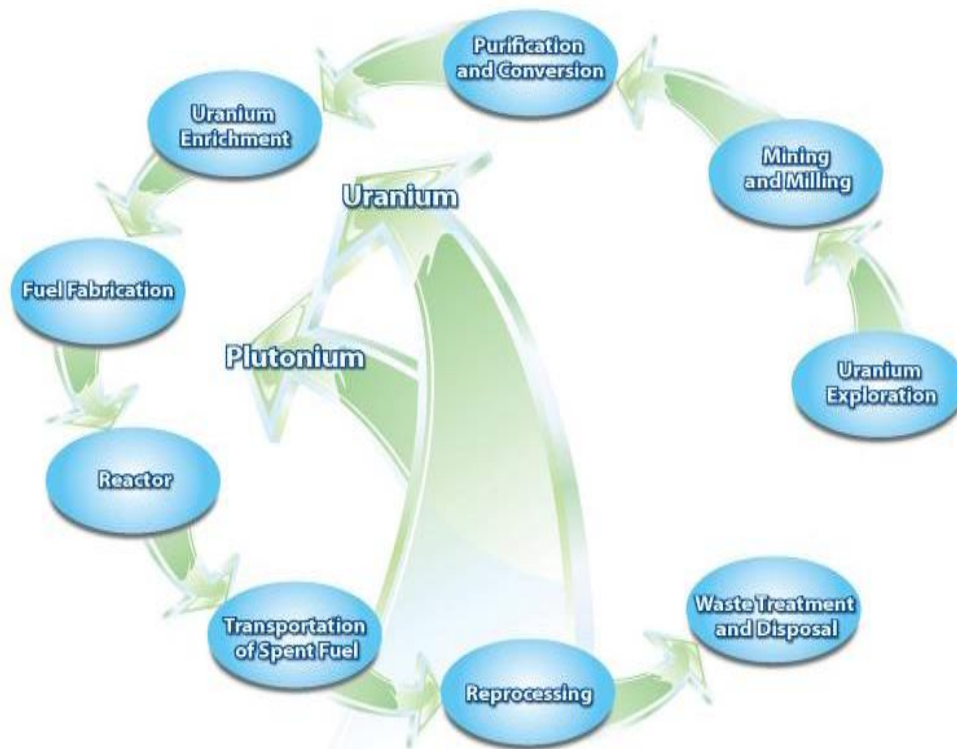 Purification
and Conversion
Uranium
Enrichment
Mining
and Milling
Uranium
Fuel Fabrication
Plutonium
Uranium
Exploration
Reactor
Waste Treatment
and Disposal
Transportation
of Spent Fuel
Reprocessing